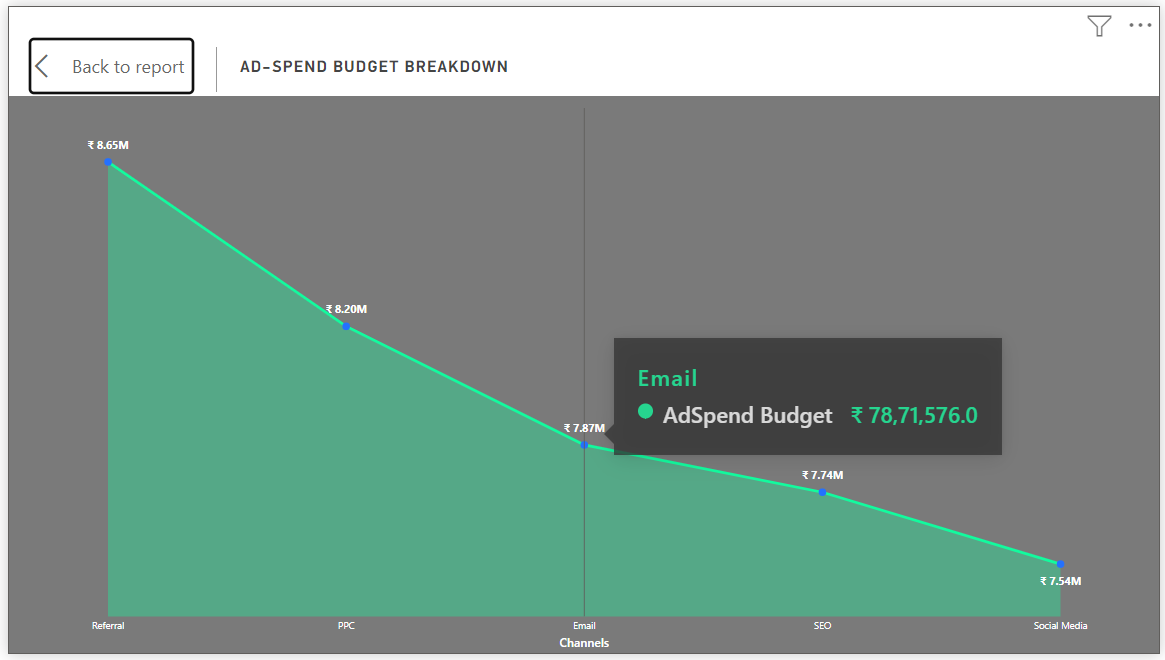 Back to report
AD-SPEND BUDGET BREAKDOWN
₹ 8.65M
₹ 8.20M
₹ 7.87M
Email
AdSpend Budget ₹ 78,71,576.0
₹ 7.74M
₹ 7.54M
Referral PPC Email SEO Social Media
Channels